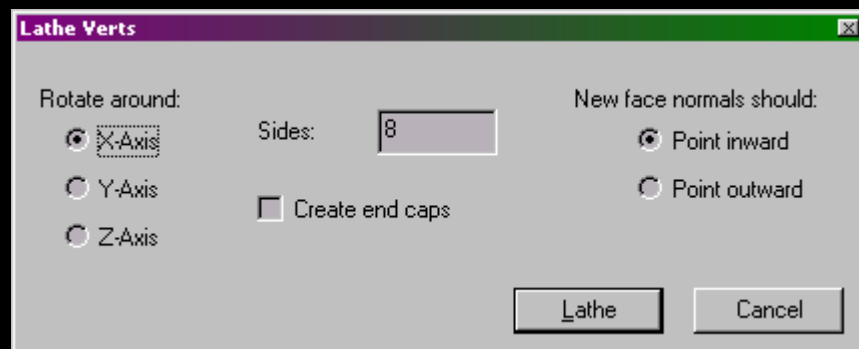 Lathe Verts
Rotate around:
X-Axis
Y-Axis
Z-Axis
Sides:
8
Create end caps
New face normals should:
Point inward
Point outward
Lathe
Cancel